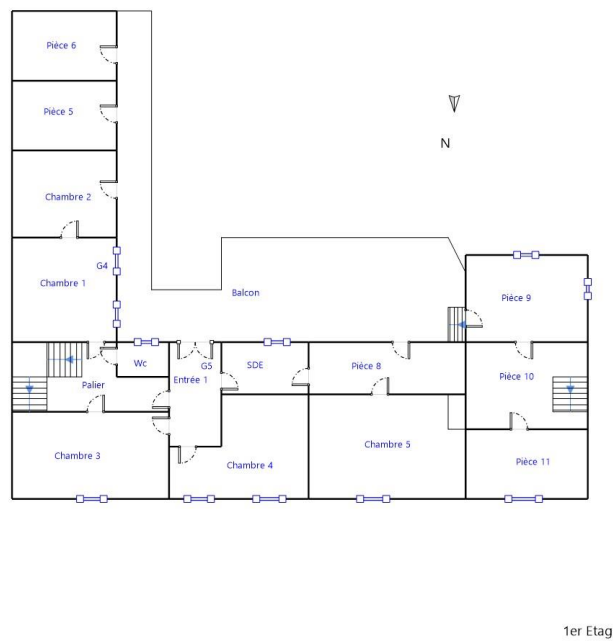 Pièce 6
Pièce 5
N
Chambre 2
G4
Chambre 1
Balcon
Pièce 9
Wc
G5
SDE
Pièce 8
Entrée 1
Pièce 10
Palier
Chambre 3
Chambre 4
Chambre 5
Pièce 11
1er Etag